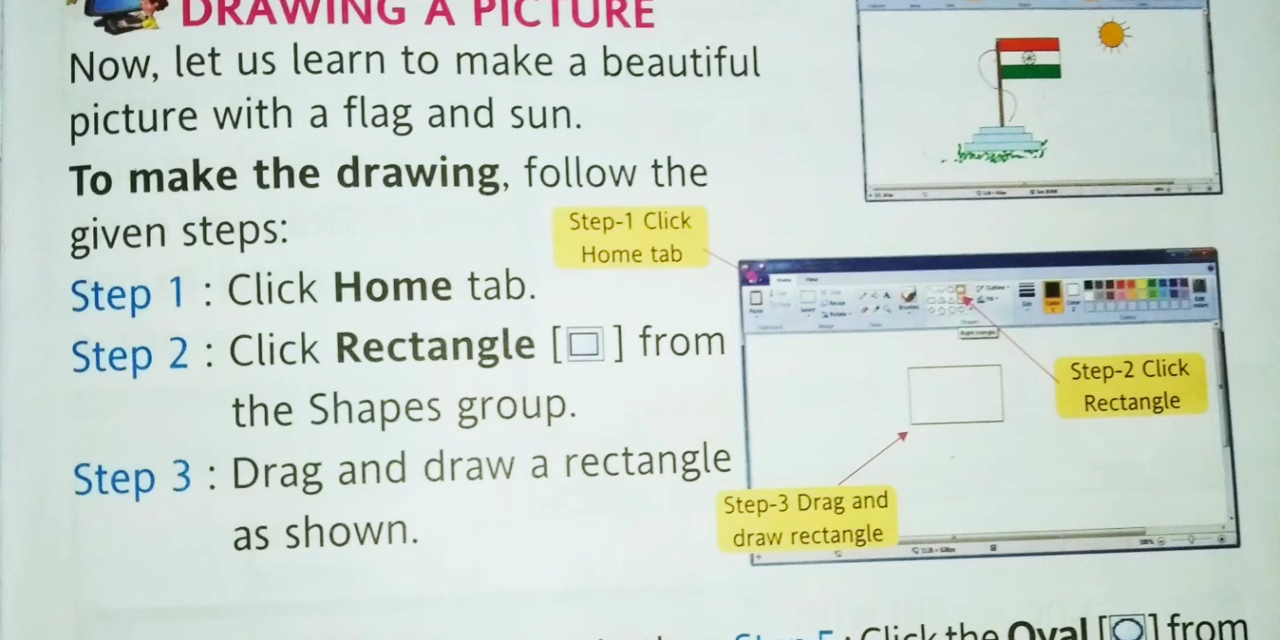 DRAWING A PICTURE
Now, let us learn to make a beautiful
picture with a flag and sun.
To make the drawing, follow the
given steps:
Step 1 : Click Home tab.
Step 2 : Click Rectangle [ ] from
the Shapes group.
Step 3 : Drag and draw a rectangle
as shown.
Step-1 Click
Home tab
Step-2 Click
Rectangle
Step-3 Drag and
draw rectangle
Step 5 : Click the Oval [ ] from